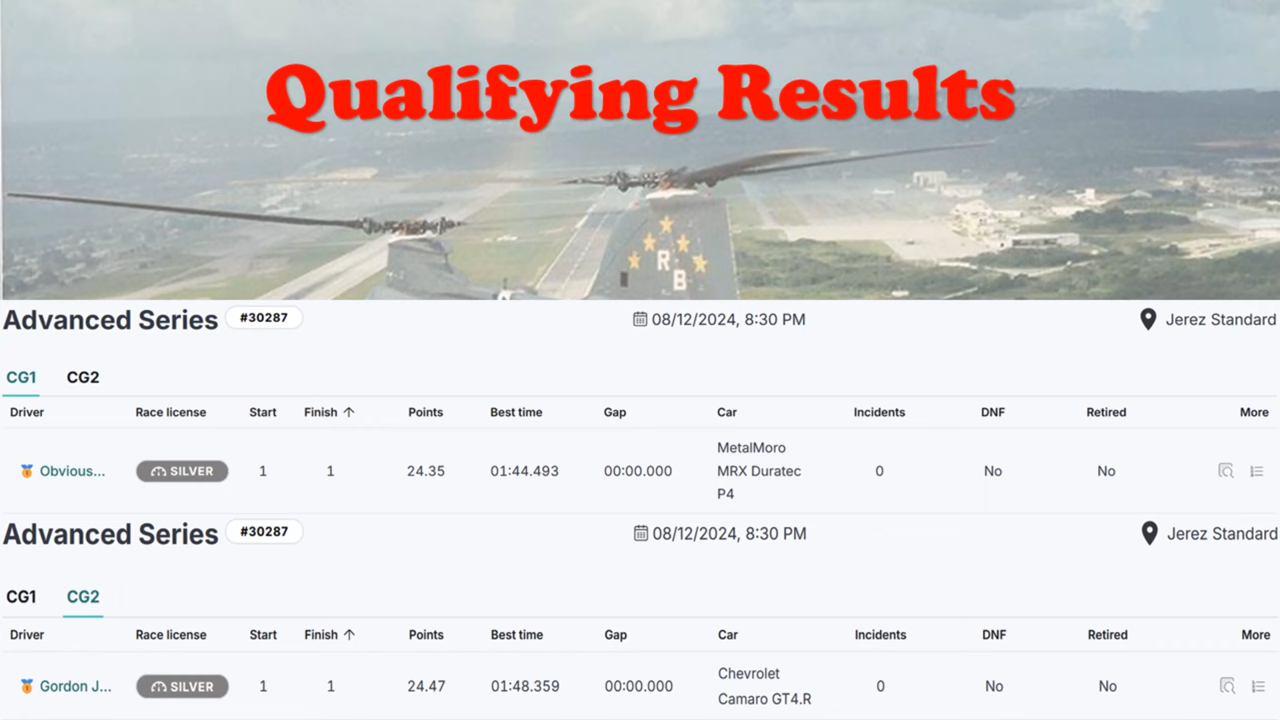 Qualifying Results
R
B
Advanced Series #30287 08/12/2024, 8:30 PM Jerez Standard
CG1 CG2
Driver Race license Start Finish ↑ Points Best time Gap Car Incidents DNF Retired More
Obvious... SILVER 1 1 24.35 01:44.493 00:00.000 MetalMoro MRX Duratec P4 0 No No
Advanced Series #30287 08/12/2024, 8:30 PM Jerez Standard
CG1 CG2
Driver Race license Start Finish ↑ Points Best time Gap Car Incidents DNF Retired More
Gordon J... SILVER 1 1 24.47 01:48.359 00:00.000 Chevrolet Camaro GT4.R 0 No No